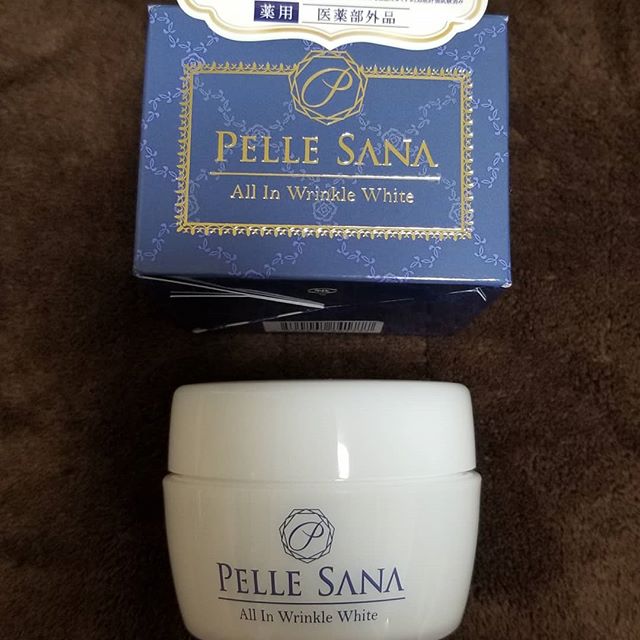 薬用 医薬部外品
P
PELLE SANA
All In Wrinkle White
P
PELLE SANA
All In Wrinkle White